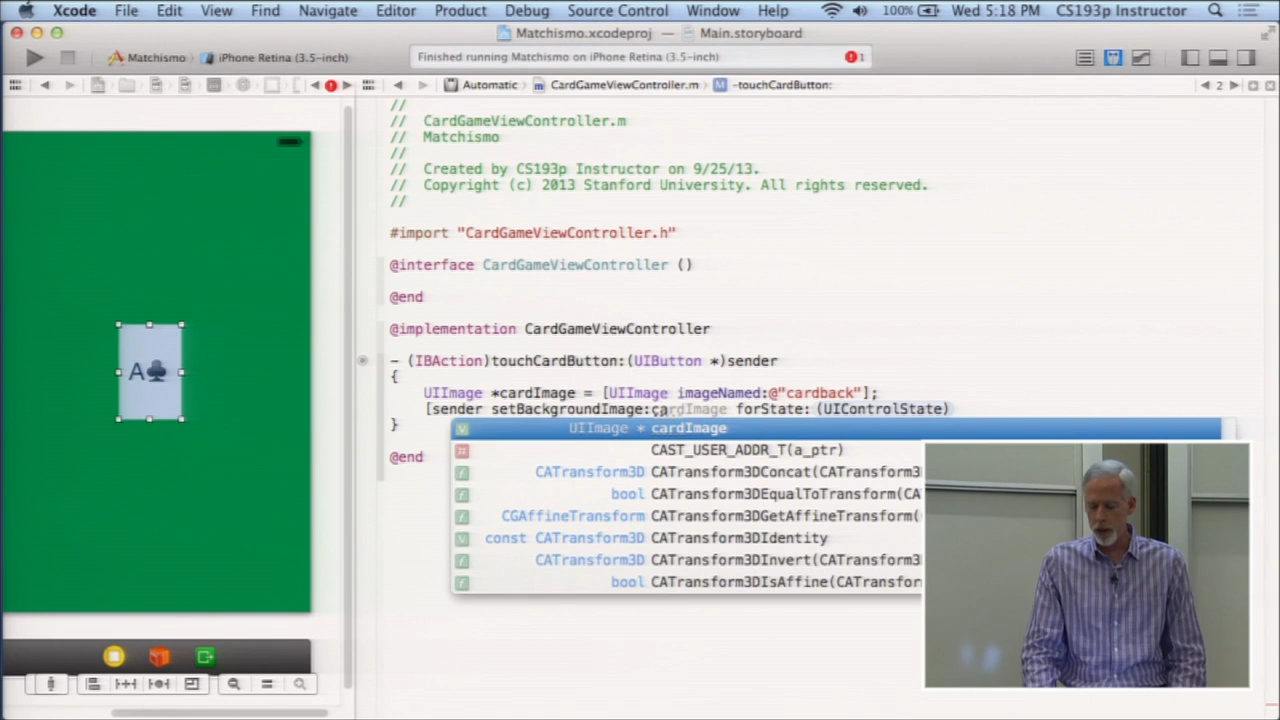 Xcode File Edit View Find Navigate Editor Product Debug Source Control Window Help 100% Wed 5:18 PM CS193p Instructor
Matchismo.xcodeproj — Main.storyboard
Matchismo iPhone Retina (3.5-inch) Finished running Matchismo on iPhone Retina (3.5-inch) 1
Automatic CardGameViewController.m M -touchCardButton: 2
//
// CardGameViewController.m
// Matchismo
//
// Created by CS193p Instructor on 9/25/13.
// Copyright (c) 2013 Stanford University. All rights reserved.
//
#import "CardGameViewController.h"
@interface CardGameViewController ()
@end
@implementation CardGameViewController
- (IBAction)touchCardButton:(UIButton *)sender
{
UIImage *cardImage = [UIImage imageNamed:@"cardback"];
[sender setBackgroundImage:cardImage forState:(UIControlState)
}
@end
A♣
V UIImage * cardImage
# CAST_USER_ADDR_T(a_ptr)
f CATransform3D CATransform3DConcat(CATransform3
f bool CATransform3DEqualToTransform(CA
f CGAffineTransform CATransform3DGetAffineTransform(
V const CATransform3D CATransform3DIdentity
f CATransform3D CATransform3DInvert(CATransform3
f bool CATransform3DIsAffine(CATransfor